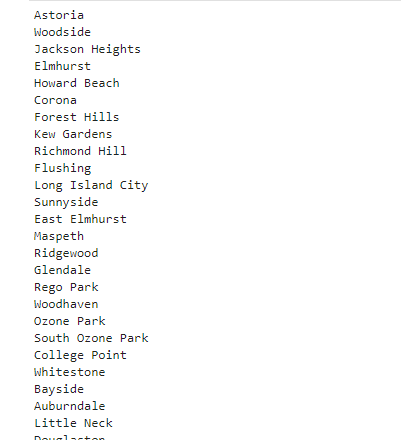 Astoria
Woodside
Jackson Heights
Elmhurst
Howard Beach
Corona
Forest Hills
Kew Gardens
Richmond Hill
Flushing
Long Island City
Sunnyside
East Elmhurst
Maspeth
Ridgewood
Glendale
Rego Park
Woodhaven
Ozone Park
South Ozone Park
College Point
Whitestone
Bayside
Auburndale
Little Neck
Douglaston